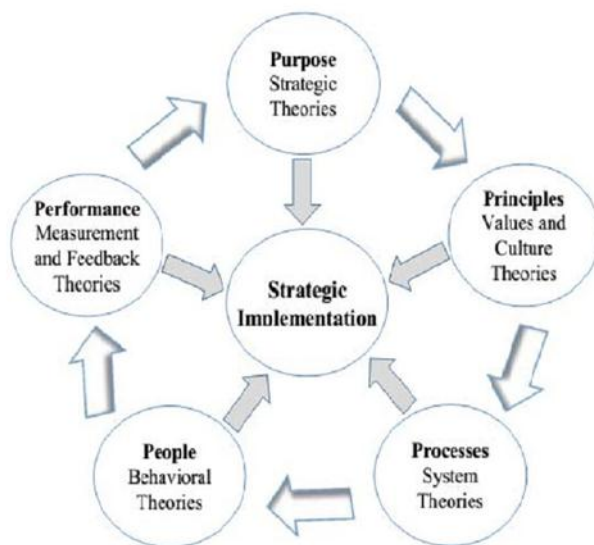 Purpose
Strategic
Theories
Principles
Values and
Culture
Theories
Performance
Measurement
and Feedback
Theories
Strategic
Implementation
People
Behavioral
Theories
Processes
System
Theories